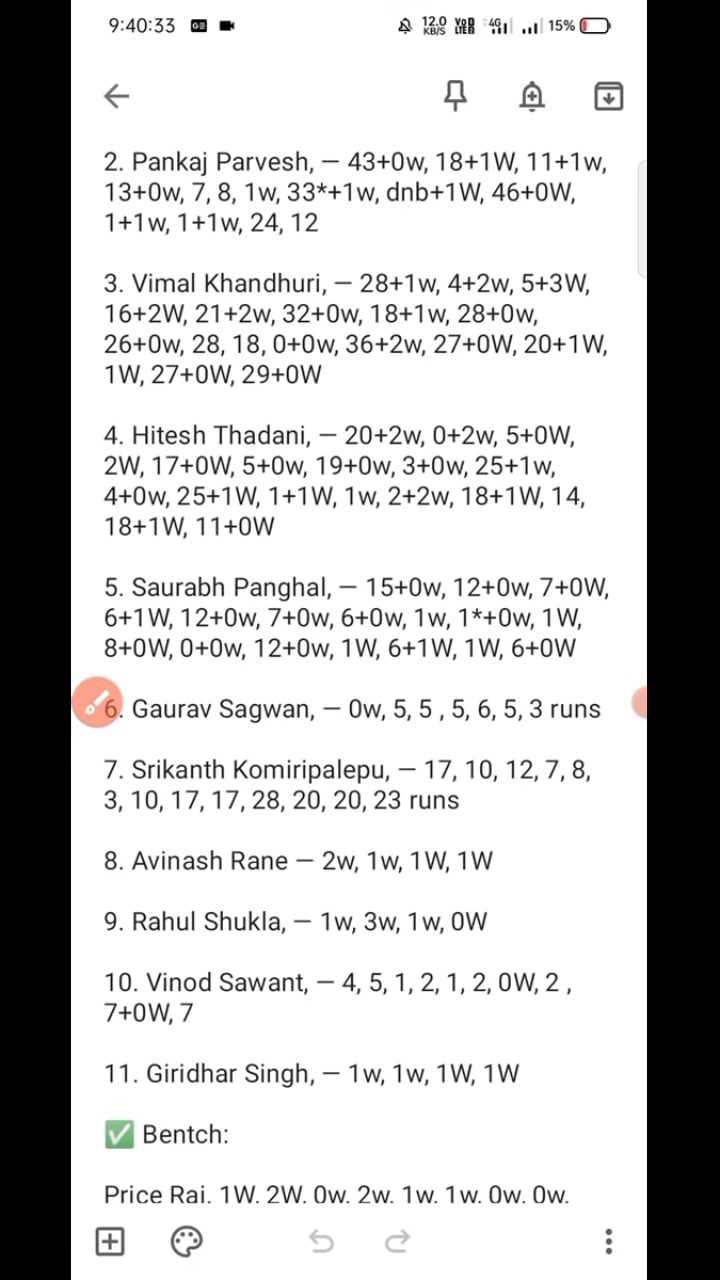 9:40:33 GE 12.0 KB/S VoD LTE 2 4G 15%
2. Pankaj Parvesh, — 43+0w, 18+1W, 11+1w,
13+0w, 7, 8, 1w, 33*+1w, dnb+1W, 46+0W,
1+1w, 1+1w, 24, 12
3. Vimal Khandhuri, — 28+1w, 4+2w, 5+3W,
16+2W, 21+2w, 32+0w, 18+1w, 28+0w,
26+0w, 28, 18, 0+0w, 36+2w, 27+0W, 20+1W,
1W, 27+0W, 29+0W
4. Hitesh Thadani, — 20+2w, 0+2w, 5+0W,
2W, 17+0W, 5+0w, 19+0w, 3+0w, 25+1w,
4+0w, 25+1W, 1+1W, 1w, 2+2w, 18+1W, 14,
18+1W, 11+0W
5. Saurabh Panghal, — 15+0w, 12+0w, 7+0W,
6+1W, 12+0w, 7+0w, 6+0w, 1w, 1*+0w, 1W,
8+0W, 0+0w, 12+0w, 1W, 6+1W, 1W, 6+0W
6. Gaurav Sagwan, — 0w, 5, 5 , 5, 6, 5, 3 runs
7. Srikanth Komiripalepu, — 17, 10, 12, 7, 8,
3, 10, 17, 17, 28, 20, 20, 23 runs
8. Avinash Rane — 2w, 1w, 1W, 1W
9. Rahul Shukla, — 1w, 3w, 1w, 0W
10. Vinod Sawant, — 4, 5, 1, 2, 1, 2, 0W, 2 ,
7+0W, 7
11. Giridhar Singh, — 1w, 1w, 1W, 1W
✅ Bentch:
Price Rai, 1W, 2W, 0w, 2w, 1w, 1w, 0w, 0w,